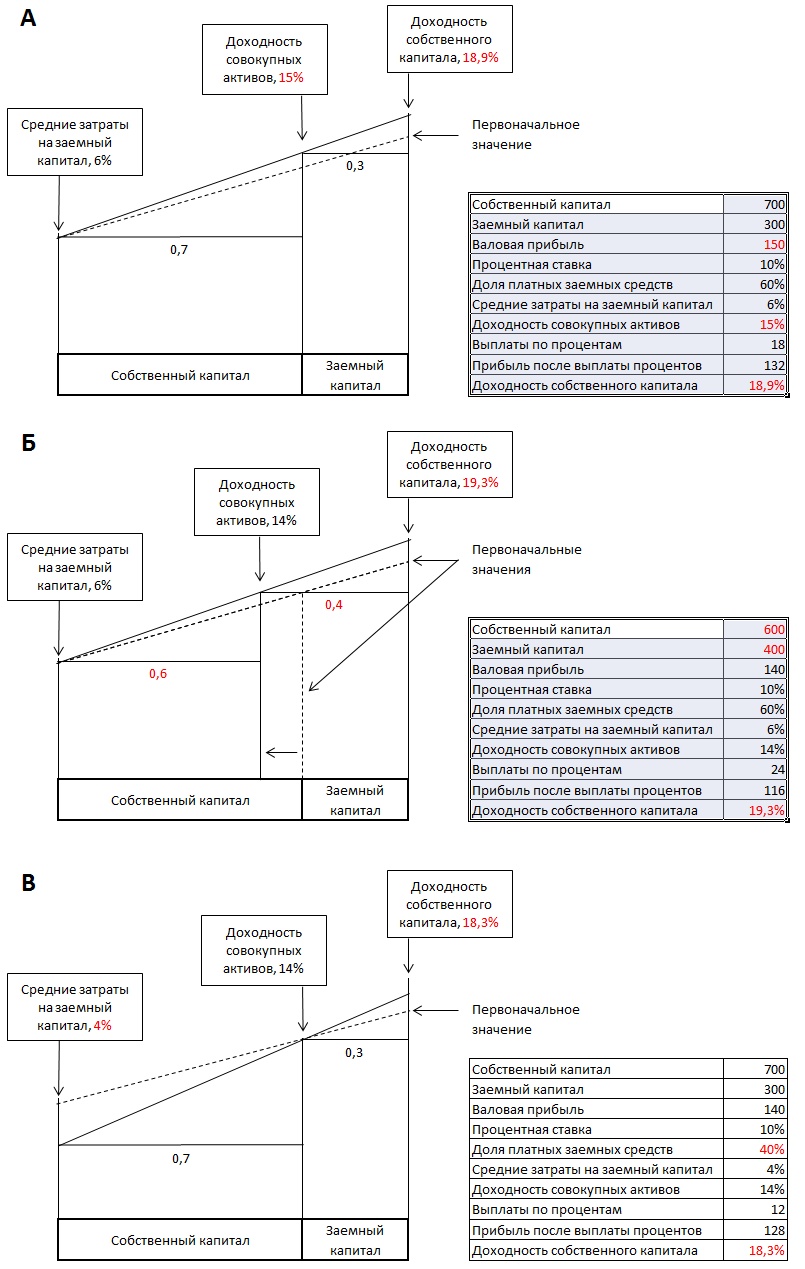 А
Доходность
собственного
капитала, 18,9%
Доходность
совокупных
активов, 15%
Средние затраты
на заемный
капитал, 6%
Первоначальное
значение
0,3
0,7
Собственный капитал
Заемный
капитал
Собственный капитал 700
Заемный капитал 300
Валовая прибыль 150
Процентная ставка 10%
Доля платных заемных средств 60%
Средние затраты на заемный капитал 6%
Доходность совокупных активов 15%
Выплаты по процентам 18
Прибыль после выплаты процентов 132
Доходность собственного капитала 18,9%
Б
Доходность
собственного
капитала, 19,3%
Доходность
совокупных
активов, 14%
Средние затраты
на заемный
капитал, 6%
Первоначальные
значения
0,4
0,6
Собственный капитал
Заемный
капитал
Собственный капитал 600
Заемный капитал 400
Валовая прибыль 140
Процентная ставка 10%
Доля платных заемных средств 60%
Средние затраты на заемный капитал 6%
Доходность совокупных активов 14%
Выплаты по процентам 24
Прибыль после выплаты процентов 116
Доходность собственного капитала 19,3%
В
Доходность
собственного
капитала, 18,3%
Доходность
совокупных
активов, 14%
Средние затраты
на заемный
капитал, 4%
Первоначальное
значение
0,3
0,7
Собственный капитал
Заемный
капитал
Собственный капитал 700
Заемный капитал 300
Валовая прибыль 140
Процентная ставка 10%
Доля платных заемных средств 40%
Средние затраты на заемный капитал 4%
Доходность совокупных активов 14%
Выплаты по процентам 12
Прибыль после выплаты процентов 128
Доходность собственного капитала 18,3%